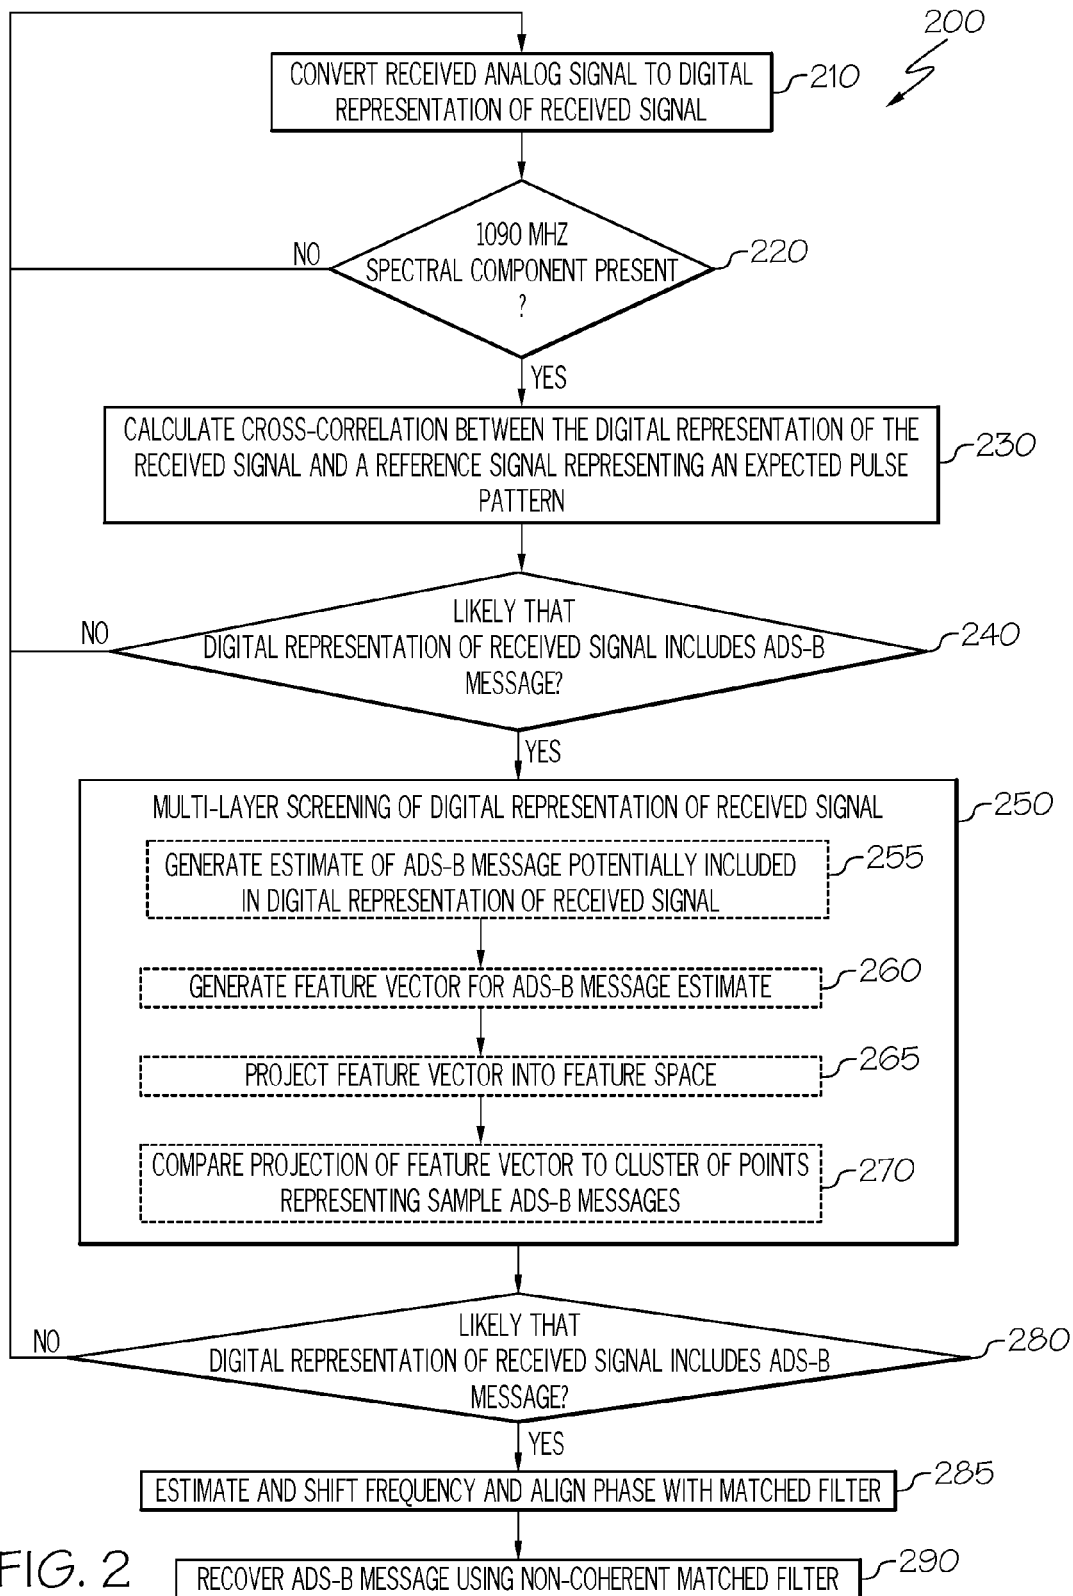 200
CONVERT RECEIVED ANALOG SIGNAL TO DIGITAL
REPRESENTATION OF RECEIVED SIGNAL
210
1090 MHZ
SPECTRAL COMPONENT PRESENT
?
220
NO
YES
CALCULATE CROSS-CORRELATION BETWEEN THE DIGITAL REPRESENTATION OF THE
RECEIVED SIGNAL AND A REFERENCE SIGNAL REPRESENTING AN EXPECTED PULSE
PATTERN
230
LIKELY THAT
DIGITAL REPRESENTATION OF RECEIVED SIGNAL INCLUDES ADS-B
MESSAGE?
240
NO
YES
MULTI-LAYER SCREENING OF DIGITAL REPRESENTATION OF RECEIVED SIGNAL
250
GENERATE ESTIMATE OF ADS-B MESSAGE POTENTIALLY INCLUDED
IN DIGITAL REPRESENTATION OF RECEIVED SIGNAL
255
GENERATE FEATURE VECTOR FOR ADS-B MESSAGE ESTIMATE
260
PROJECT FEATURE VECTOR INTO FEATURE SPACE
265
COMPARE PROJECTION OF FEATURE VECTOR TO CLUSTER OF POINTS
REPRESENTING SAMPLE ADS-B MESSAGES
270
LIKELY THAT
DIGITAL REPRESENTATION OF RECEIVED SIGNAL INCLUDES ADS-B
MESSAGE?
280
NO
YES
ESTIMATE AND SHIFT FREQUENCY AND ALIGN PHASE WITH MATCHED FILTER
285
RECOVER ADS-B MESSAGE USING NON-COHERENT MATCHED FILTER
290
FIG. 2